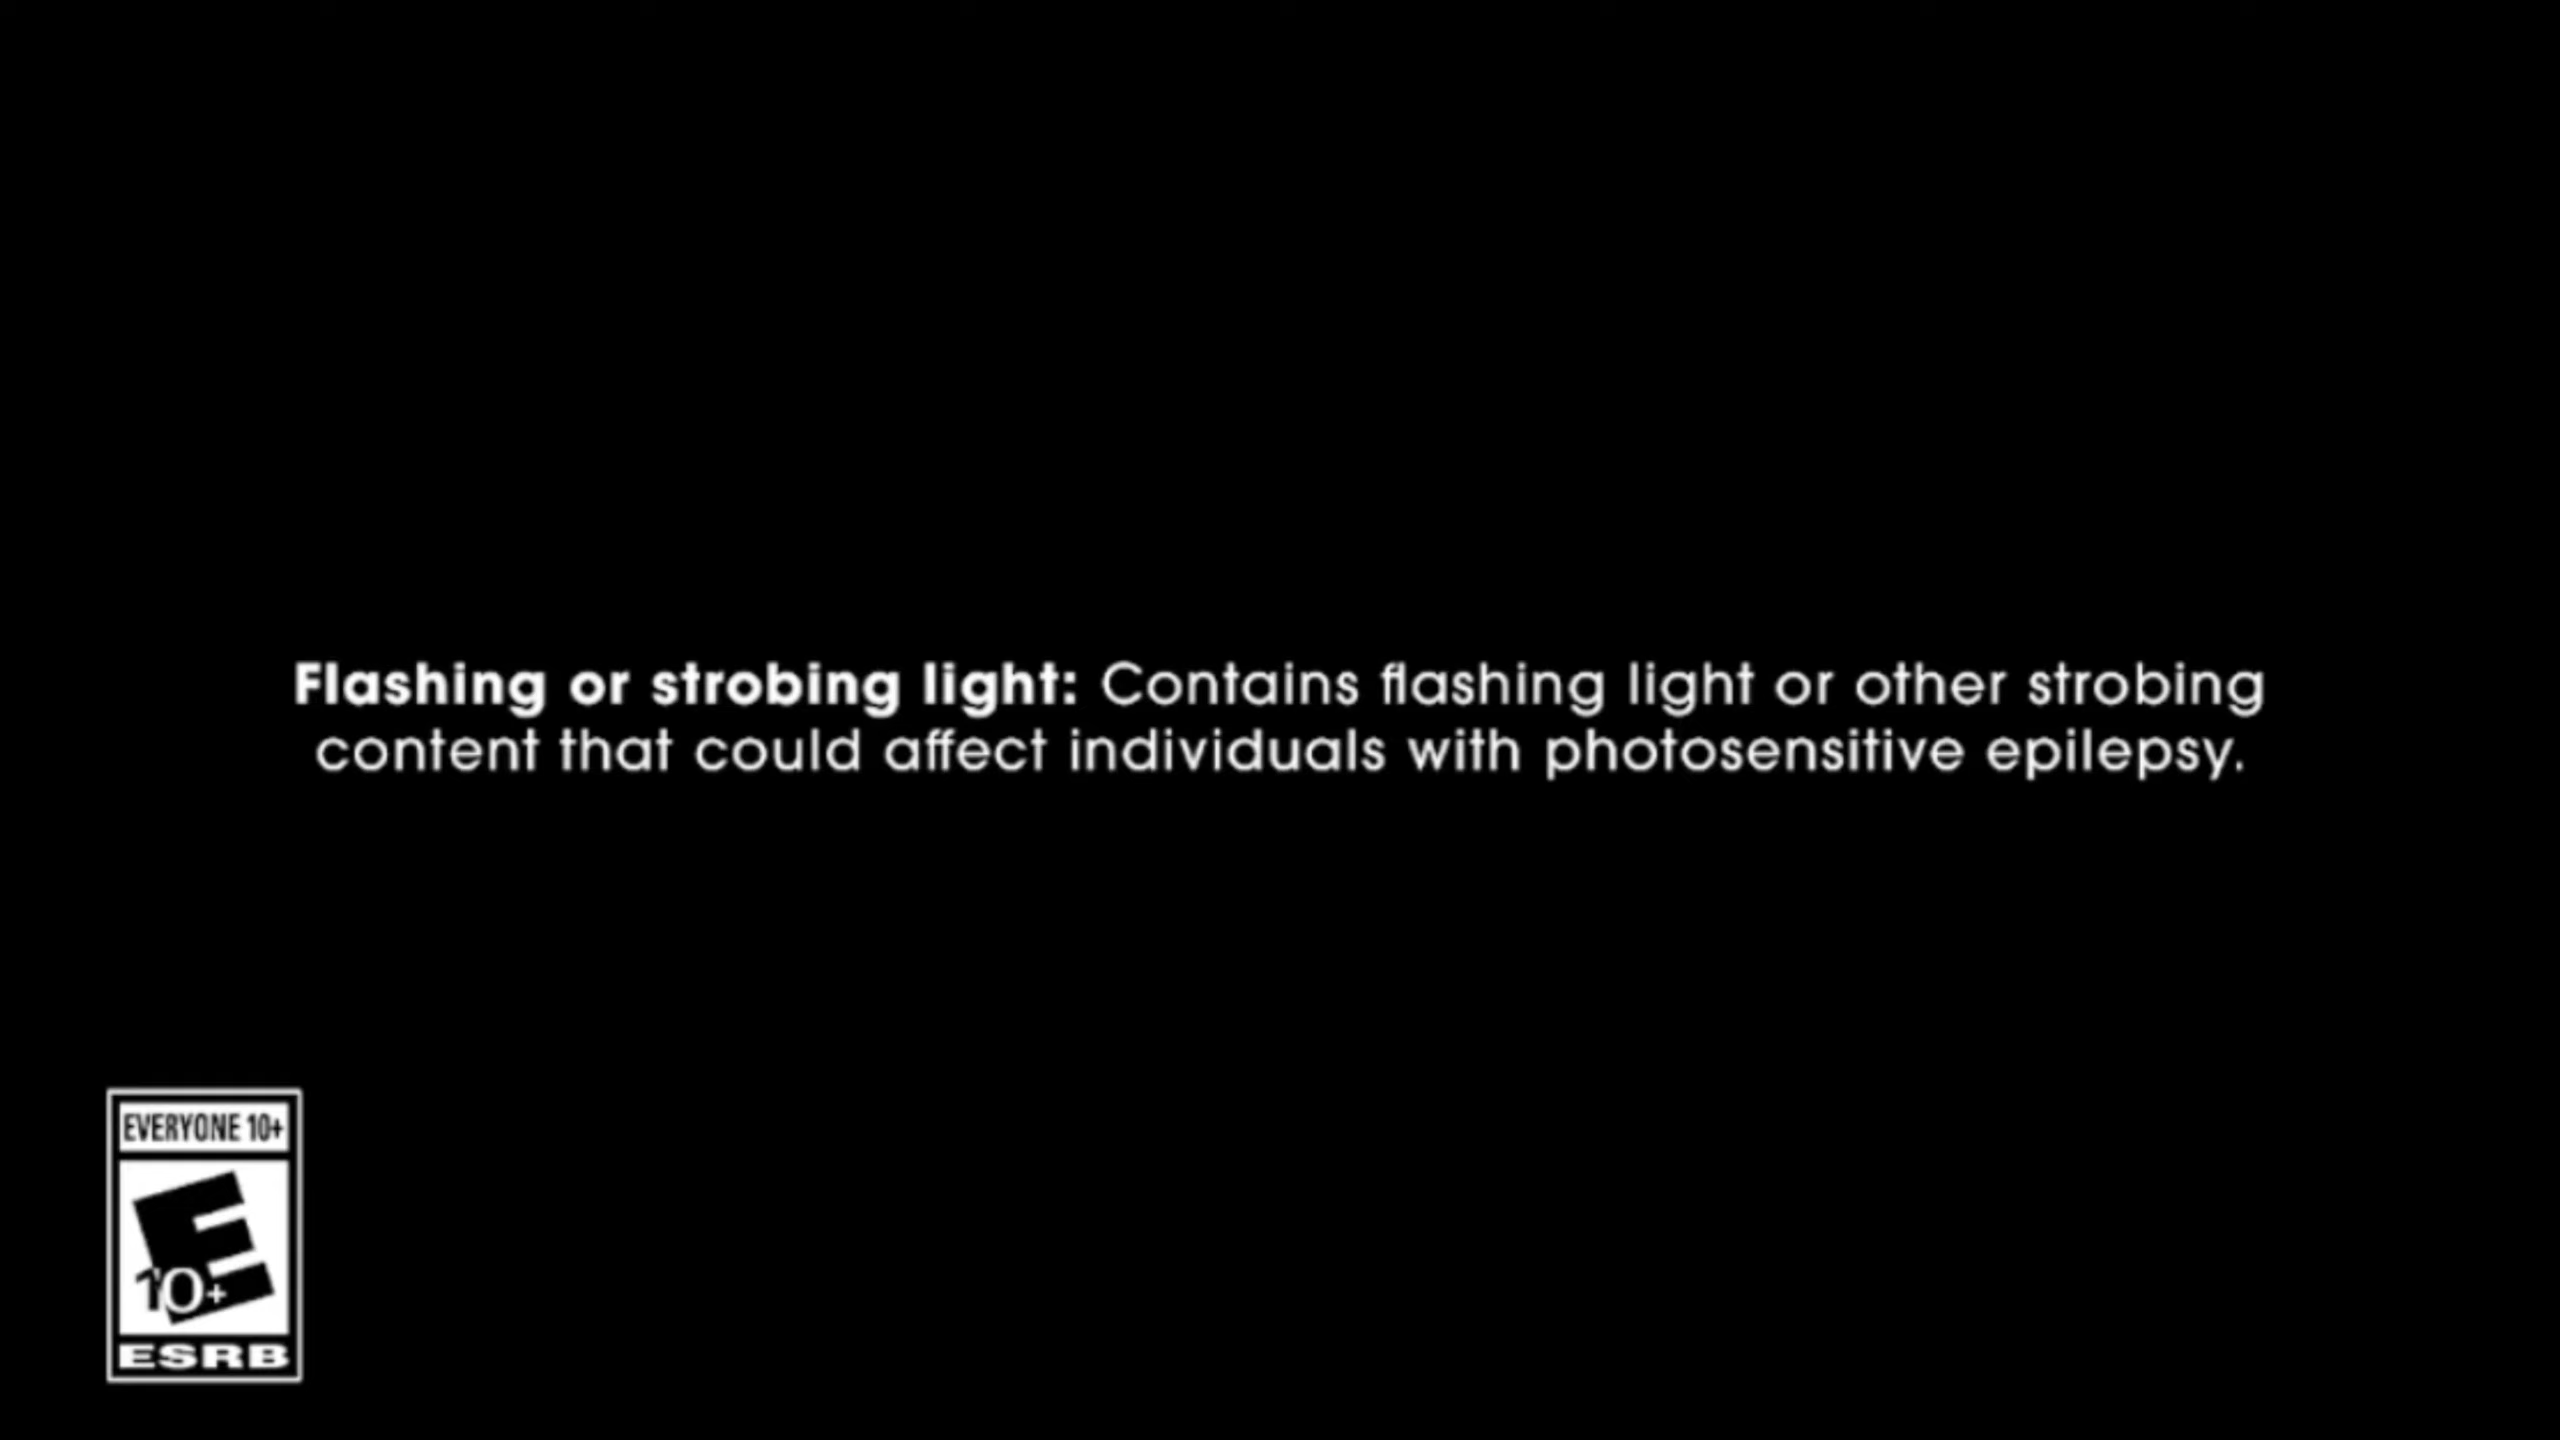 Flashing or strobing light: Contains flashing light or other strobing
content that could affect individuals with photosensitive epilepsy.
EVERYONE 10+
E
10+
ESRB